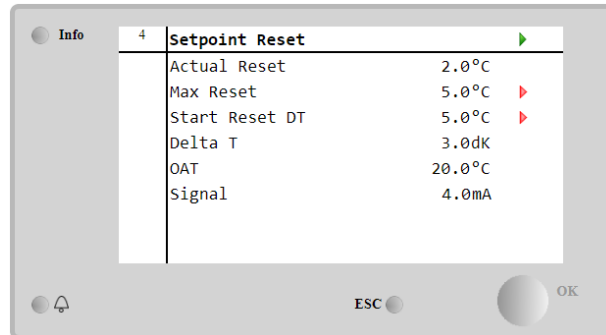 Info
4 Setpoint Reset
Actual Reset 2.0°C
Max Reset 5.0°C
Start Reset DT 5.0°C
Delta T 3.0dK
OAT 20.0°C
Signal 4.0mA
ESC OK